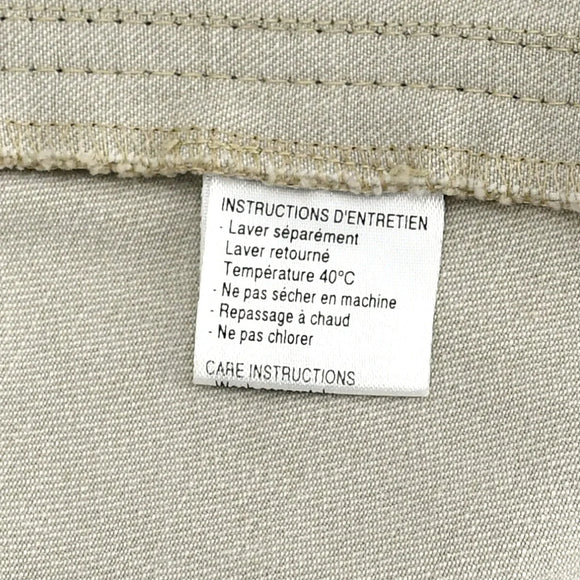 INSTRUCTIONS D'ENTRETIEN
- Laver séparément
Laver retourné
Température 40°C
- Ne pas sécher en machine
- Repassage à chaud
- Ne pas chlorer
CARE INSTRUCTIONS